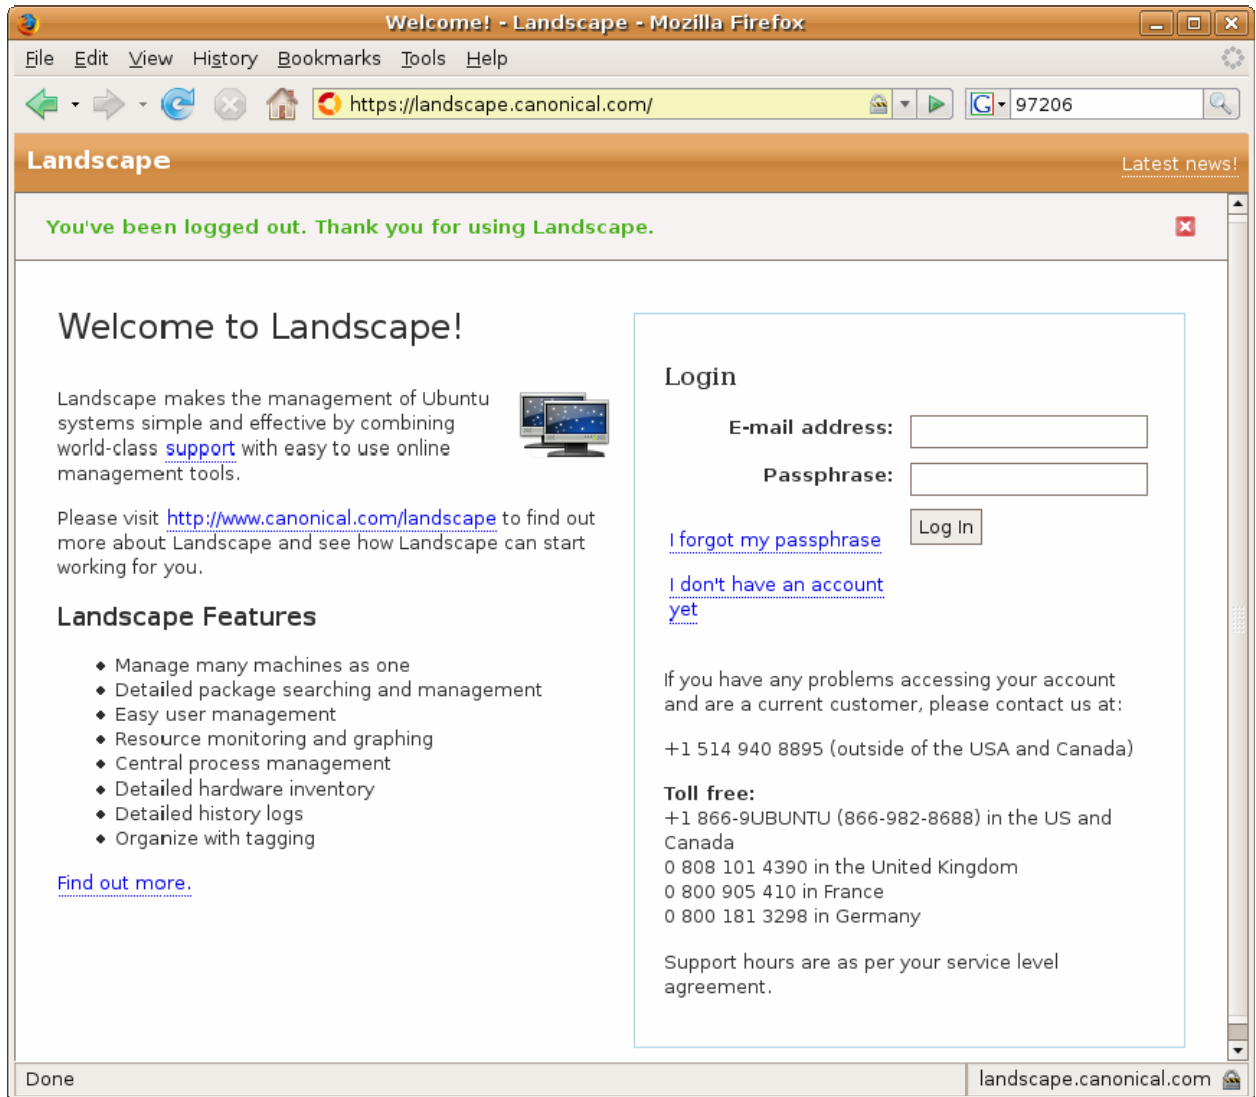 Welcome! - Landscape - Mozilla Firefox
File Edit View History Bookmarks Tools Help
https://landscape.canonical.com/ G 97206
Landscape
Latest news!
You've been logged out. Thank you for using Landscape.
Welcome to Landscape!
Landscape makes the management of Ubuntu
systems simple and effective by combining
world-class support with easy to use online
management tools.
Please visit http://www.canonical.com/landscape to find out
more about Landscape and see how Landscape can start
working for you.
Landscape Features
Manage many machines as one
Detailed package searching and management
Easy user management
Resource monitoring and graphing
Central process management
Detailed hardware inventory
Detailed history logs
Organize with tagging
Find out more.
Login
E-mail address:
Passphrase:
Log In
I forgot my passphrase
I don't have an account
yet
If you have any problems accessing your account
and are a current customer, please contact us at:
+1 514 940 8895 (outside of the USA and Canada)
Toll free:
+1 866-9UBUNTU (866-982-8688) in the US and
Canada
0 808 101 4390 in the United Kingdom
0 800 905 410 in France
0 800 181 3298 in Germany
Support hours are as per your service level
agreement.
Done
landscape.canonical.com